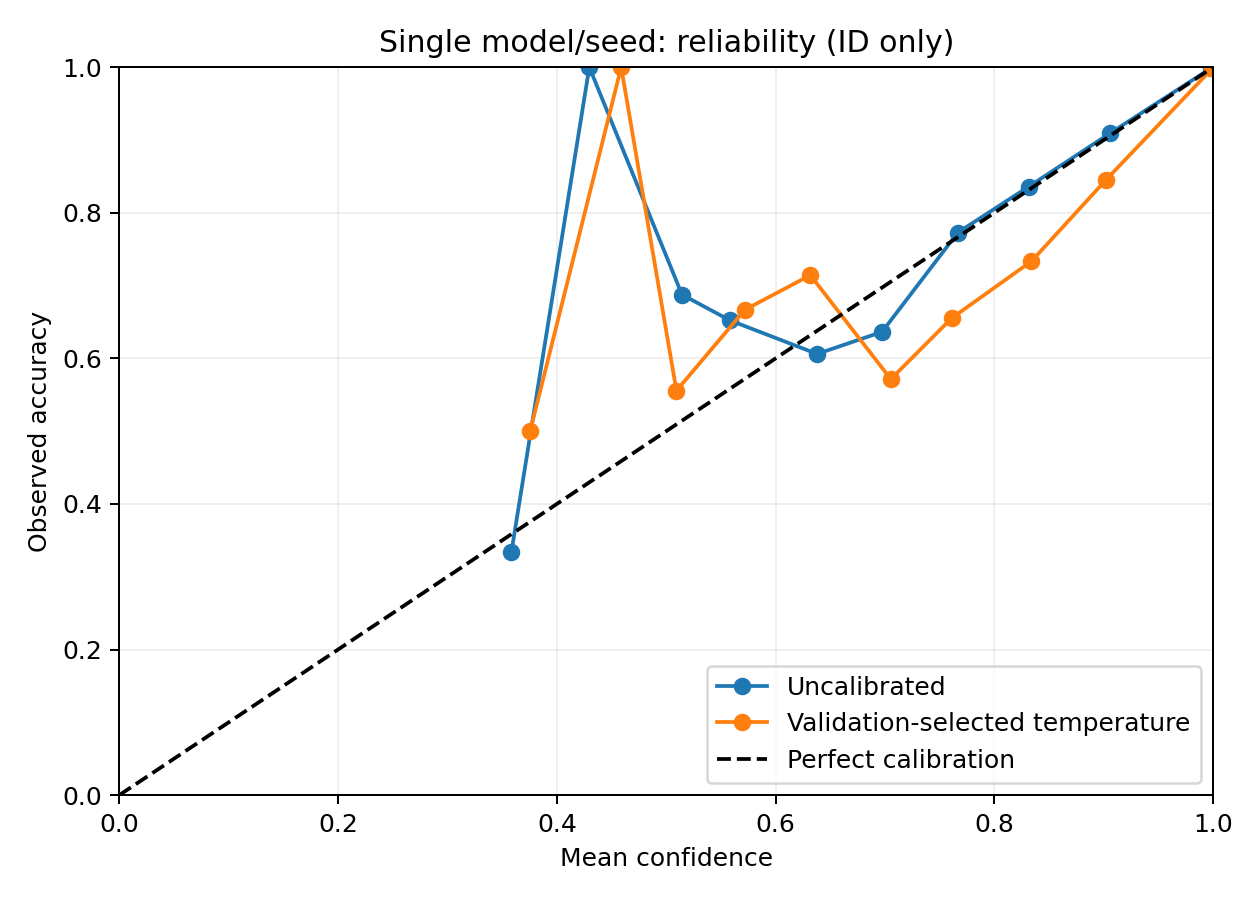 Single model/seed: reliability (ID only)
1.0
0.8
0.6
0.4
0.2
0.0
Observed accuracy
0.0 0.2 0.4 0.6 0.8 1.0
Mean confidence
Uncalibrated
Validation-selected temperature
Perfect calibration